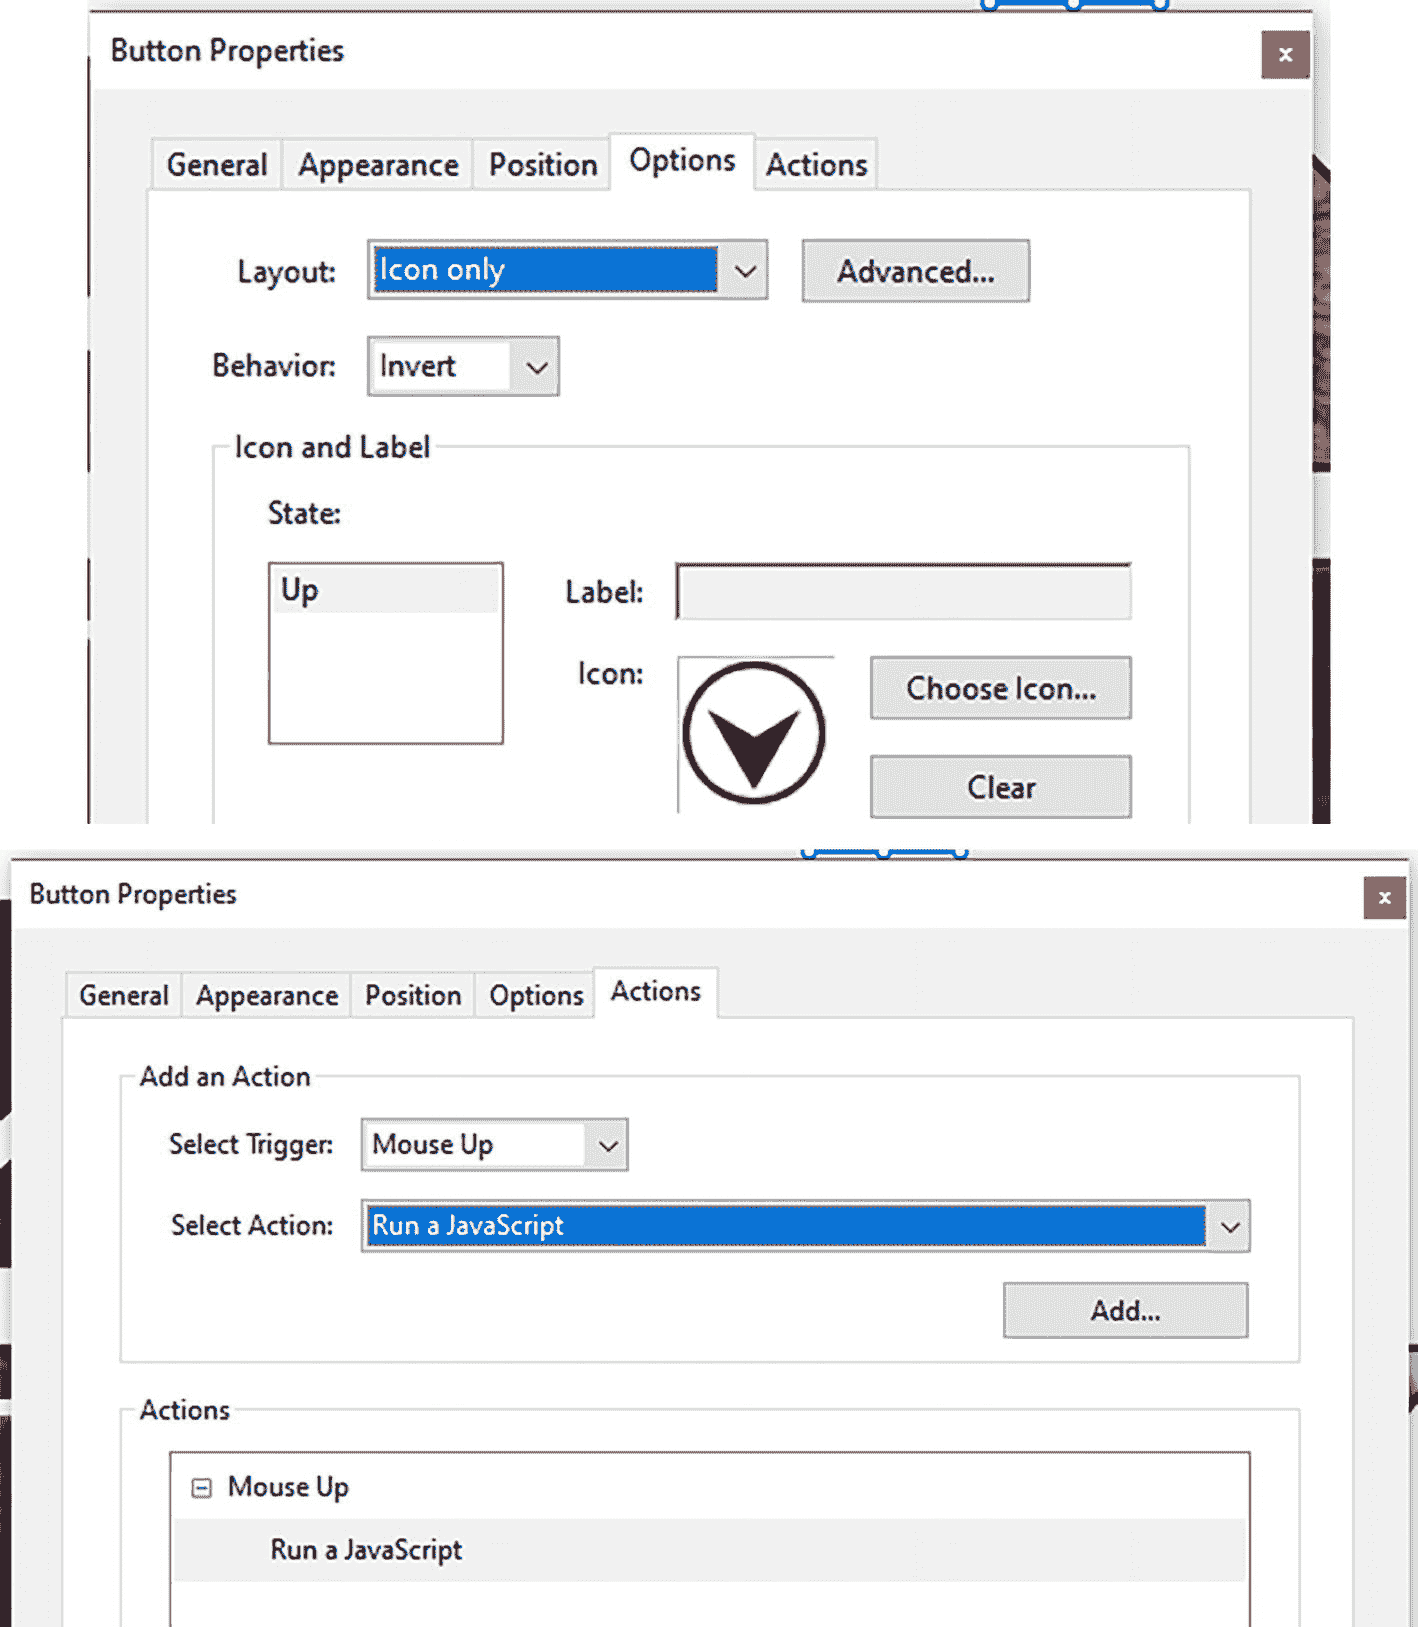 Button Properties
x
General Appearance Position Options Actions
Layout: Icon only Advanced...
Behavior: Invert
Icon and Label
State:
Up
Label:
Icon: Choose Icon...
Clear
Button Properties
x
General Appearance Position Options Actions
Add an Action
Select Trigger: Mouse Up
Select Action: Run a JavaScript
Add...
Actions
Mouse Up
Run a JavaScript